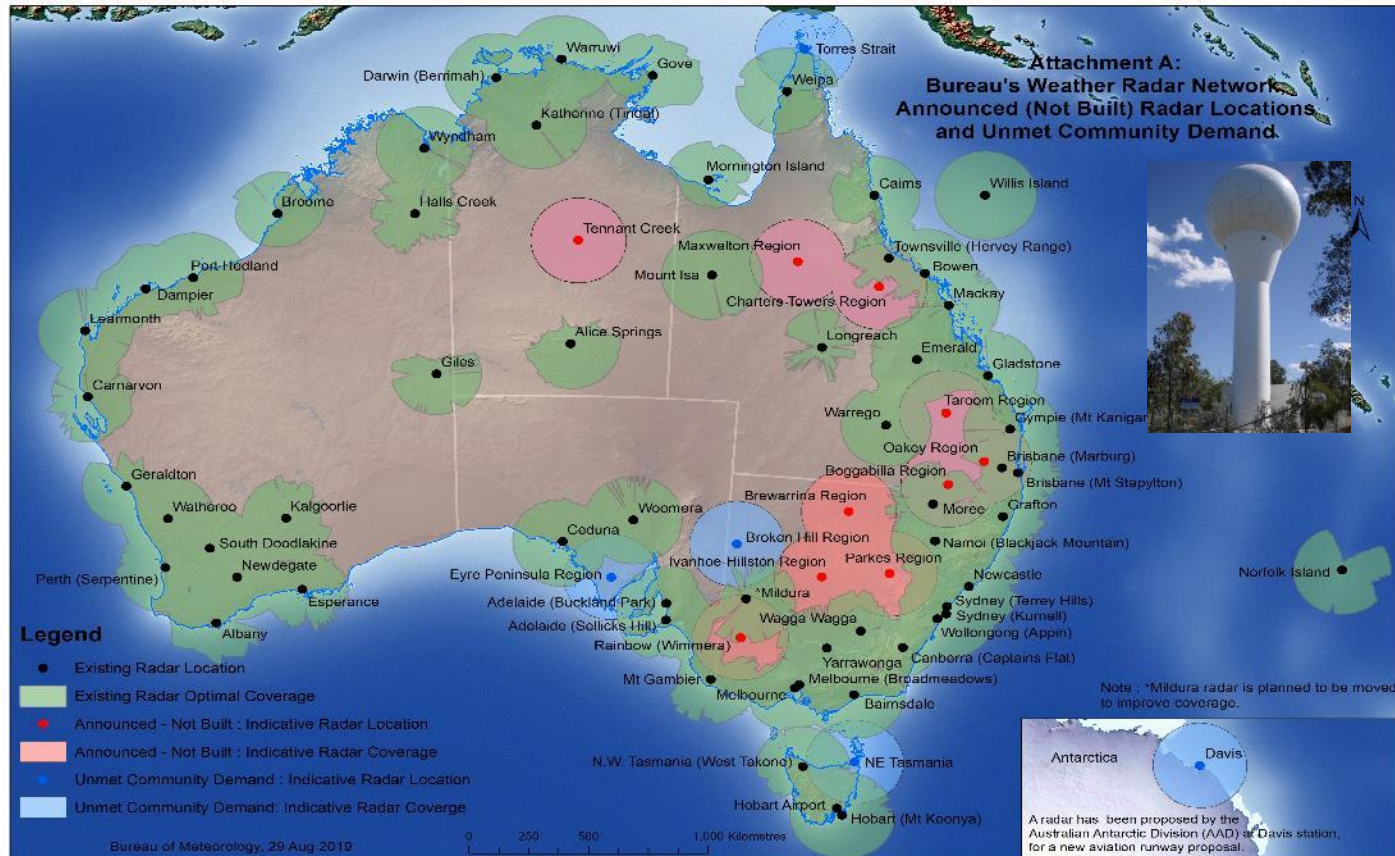 Attachment A:
Bureau's Weather Radar Network,
Announced (Not Built) Radar Locations
and Unmet Community Demand
Torres Strait
Warruwi
Gove
Darwin (Berrimah)
Weipa
Katherine (Tindal)
Wyndham
Mornington Island
Cairns
Willis Island
Broome
Halls Creek
N
Tennant Creek
Maxwelton Region
Townsville (Hervey Range)
Port Hedland
Mount Isa
Bowen
Dampier
Charters Towers Region
Mackay
Learmonth
Alice Springs
Longreach
Emerald
Giles
Gladstone
Carnarvon
Taroom Region
Warrego
Gympie (Mt Kanigan
Oakey Region
Brisbane (Marburg)
Geraldton
Boggabilla Region
Brisbane (Mt Stapylton)
Brewarrina Region
Watheroo
Kalgoorlie
Woomera
Moree
Grafton
Ceduna
Broken Hill Region
Namoi (Blackjack Mountain)
South Doodlakine
Ivanhoe-Hillston Region
Parkes Region
Perth (Serpentine)
Newdegate
Eyre Peninsula Region
Newcastle
Norfolk Island
Esperance
Adelaide (Buckland Park)
*Mildura
Sydney (Terrey Hills)
Sydney (Kurnell)
Albany
Adelaide (Sellicks Hill)
Wagga Wagga
Wollongong (Appin)
Rainbow (Wimmera)
Yarrawonga
Canberra (Captains Flat)
Mt Gambier
Melbourne (Broadmeadows)
Melbourne
Bairnsdale
Note : *Mildura radar is planned to be moved
to improve coverage.
Legend
Existing Radar Location
Existing Radar Optimal Coverage
Announced - Not Built : Indicative Radar Location
Announced - Not Built : Indicative Radar Coverage
Unmet Community Demand : Indicative Radar Location
Unmet Community Demand: Indicative Radar Coverge
N.W. Tasmania (West Takone)
NE Tasmania
Hobart Airport
Hobart (Mt Koonya)
Antarctica
Davis
A radar has been proposed by the
Australian Antarctic Division (AAD) at Davis station,
for a new aviation runway proposal.
0 250 500 1,000 Kilometres
Bureau of Meteorology, 29 Aug 2019